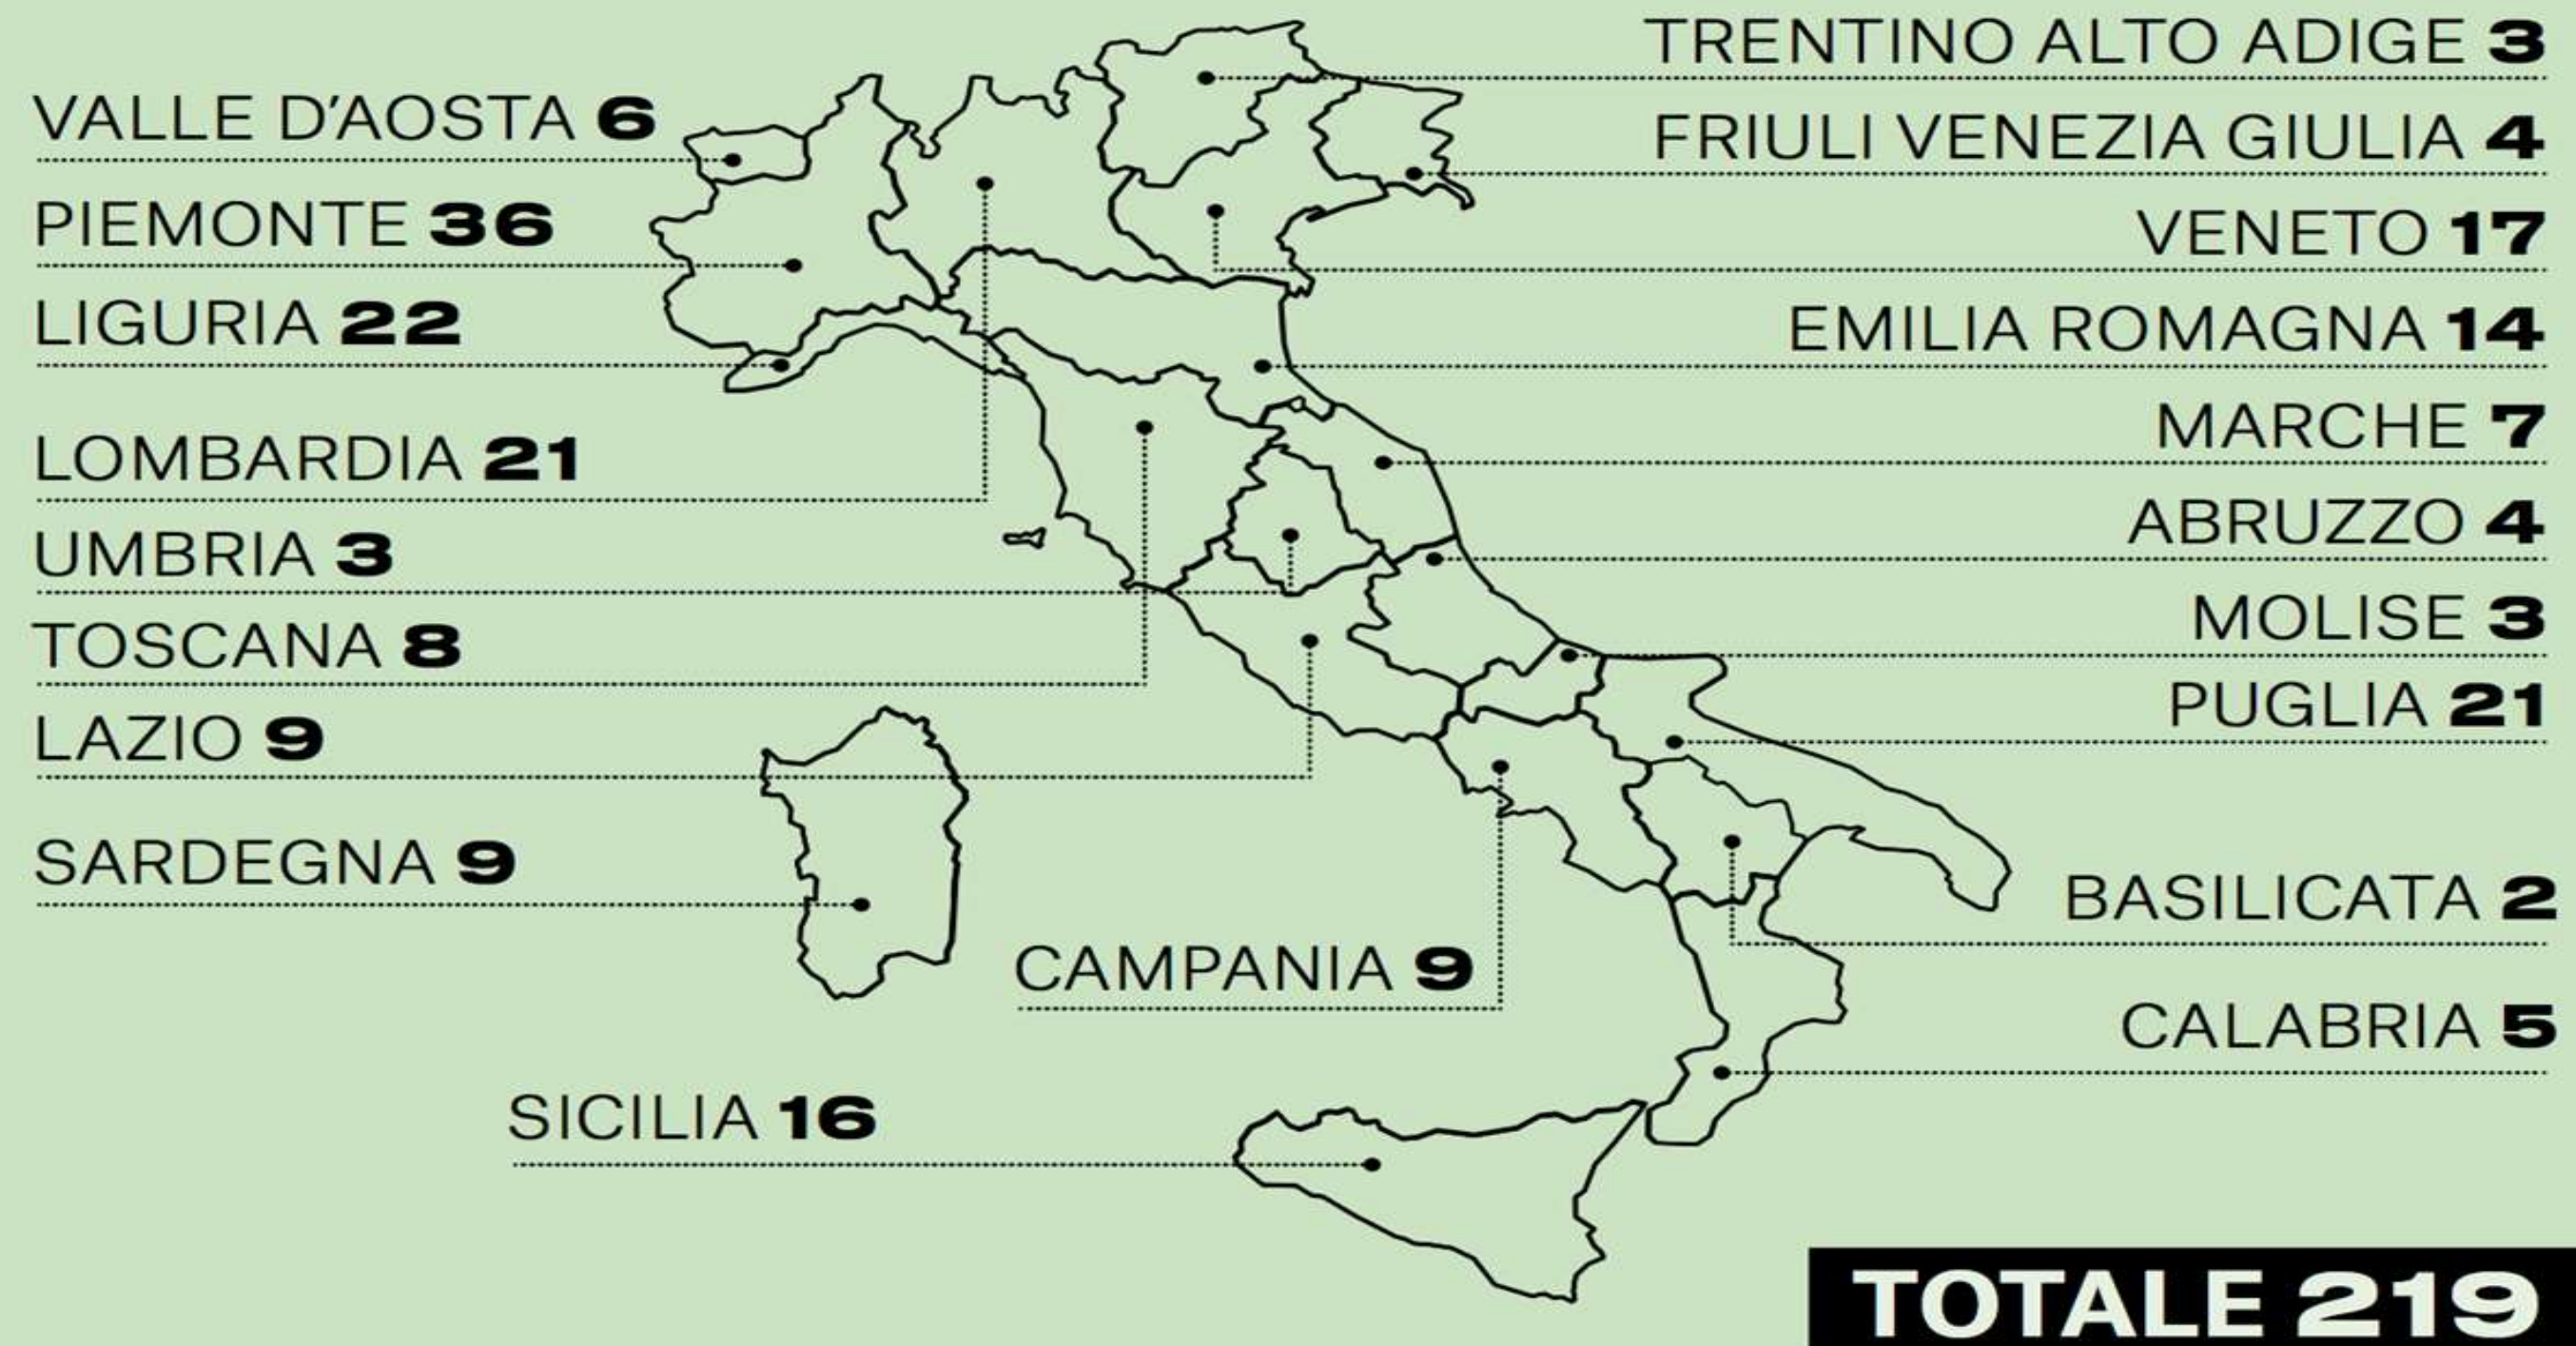 VALLE D'AOSTA 6
PIEMONTE 36
LIGURIA 22
LOMBARDIA 21
UMBRIA 3
TOSCANA 8
LAZIO 9
SARDEGNA 9
CAMPANIA 9
SICILIA 16
TRENTINO ALTO ADIGE 3
FRIULI VENEZIA GIULIA 4
VENETO 17
EMILIA ROMAGNA 14
MARCHE 7
ABRUZZO 4
MOLISE 3
PUGLIA 21
BASILICATA 2
CALABRIA 5
TOTALE 219